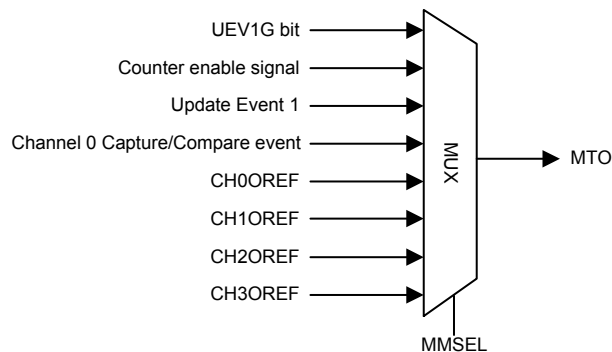 UEV1G bit
Counter enable signal
Update Event 1
Channel 0 Capture/Compare event
CH0OREF
CH1OREF
CH2OREF
CH3OREF
MUX
MTO
MMSEL